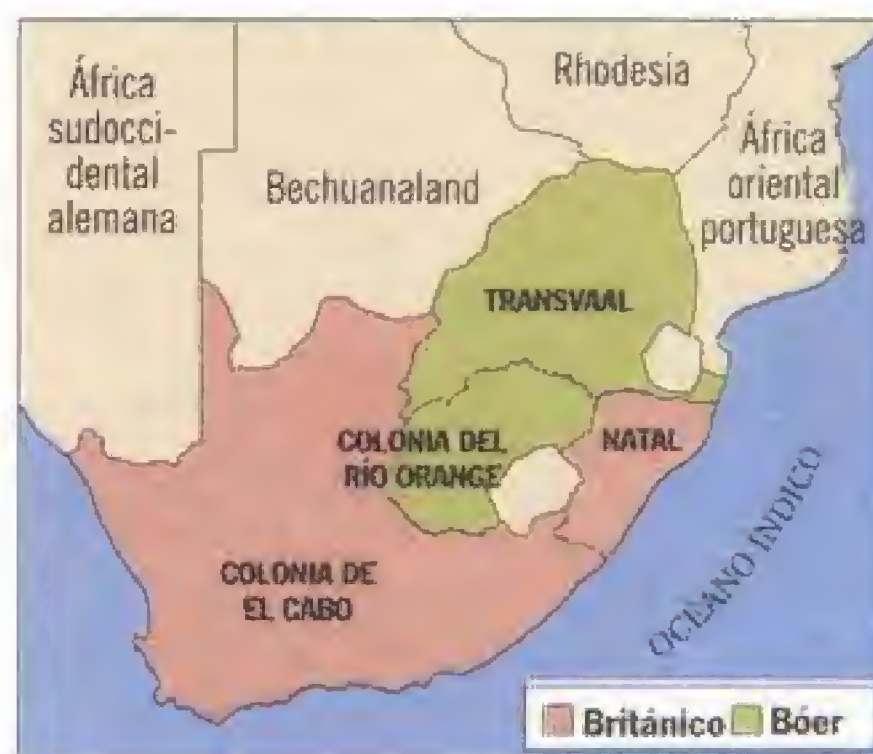 África
sudocci-
dental
alemana
Bechuanaland
Rhodesia
África
oriental
portuguesa
TRANSVAAL
COLONIA DEL
RÍO ORANGE
NATAL
COLONIA DE
EL CABO
OCÉANO INDICO
Británico
Bóer